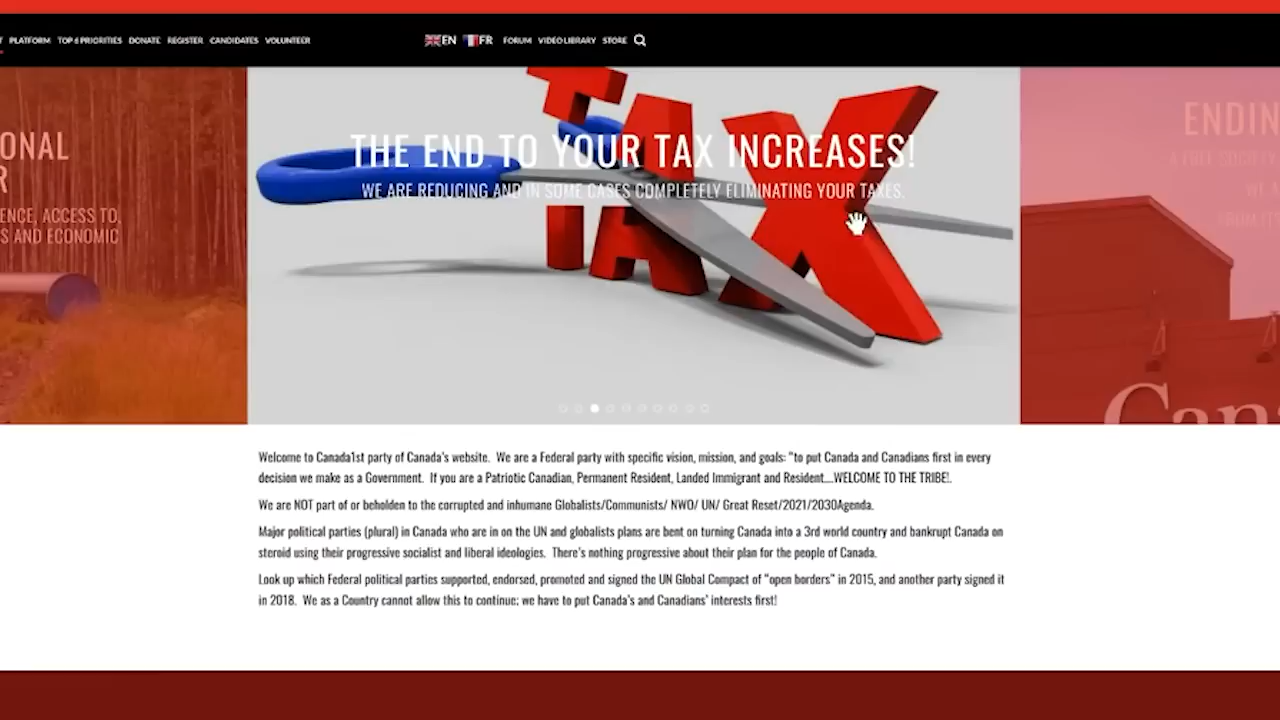 PLATFORM TOP 6 PRIORITIES DONATE REGISTER CANDIDATES VOLUNTEER EN FR FORUM VIDEO LIBRARY STORE
ONAL
R
ENCE, ACCESS TO
S AND ECONOMIC
TAX
THE END TO YOUR TAX INCREASES!
WE ARE REDUCING AND IN SOME CASES COMPLETELY ELIMINATING YOUR TAXES.
ENDIN
Cana
Welcome to Canada1st party of Canada's website. We are a Federal party with specific vision, mission, and goals: "to put Canada and Canadians first in every
decision we make as a Government. If you are a Patriotic Canadian, Permanent Resident, Landed Immigrant and Resident....WELCOME TO THE TRIBE!.
We are NOT part of or beholden to the corrupted and inhumane Globalists/Communists/ NWO/ UN/ Great Reset/2021/2030Agenda.
Major political parties (plural) in Canada who are in on the UN and globalists plans are bent on turning Canada into a 3rd world country and bankrupt Canada on
steroid using their progressive socialist and liberal ideologies. There's nothing progressive about their plan for the people of Canada.
Look up which Federal political parties supported, endorsed, promoted and signed the UN Global Compact of "open borders" in 2015, and another party signed it
in 2018. We as a Country cannot allow this to continue; we have to put Canada's and Canadians' interests first!